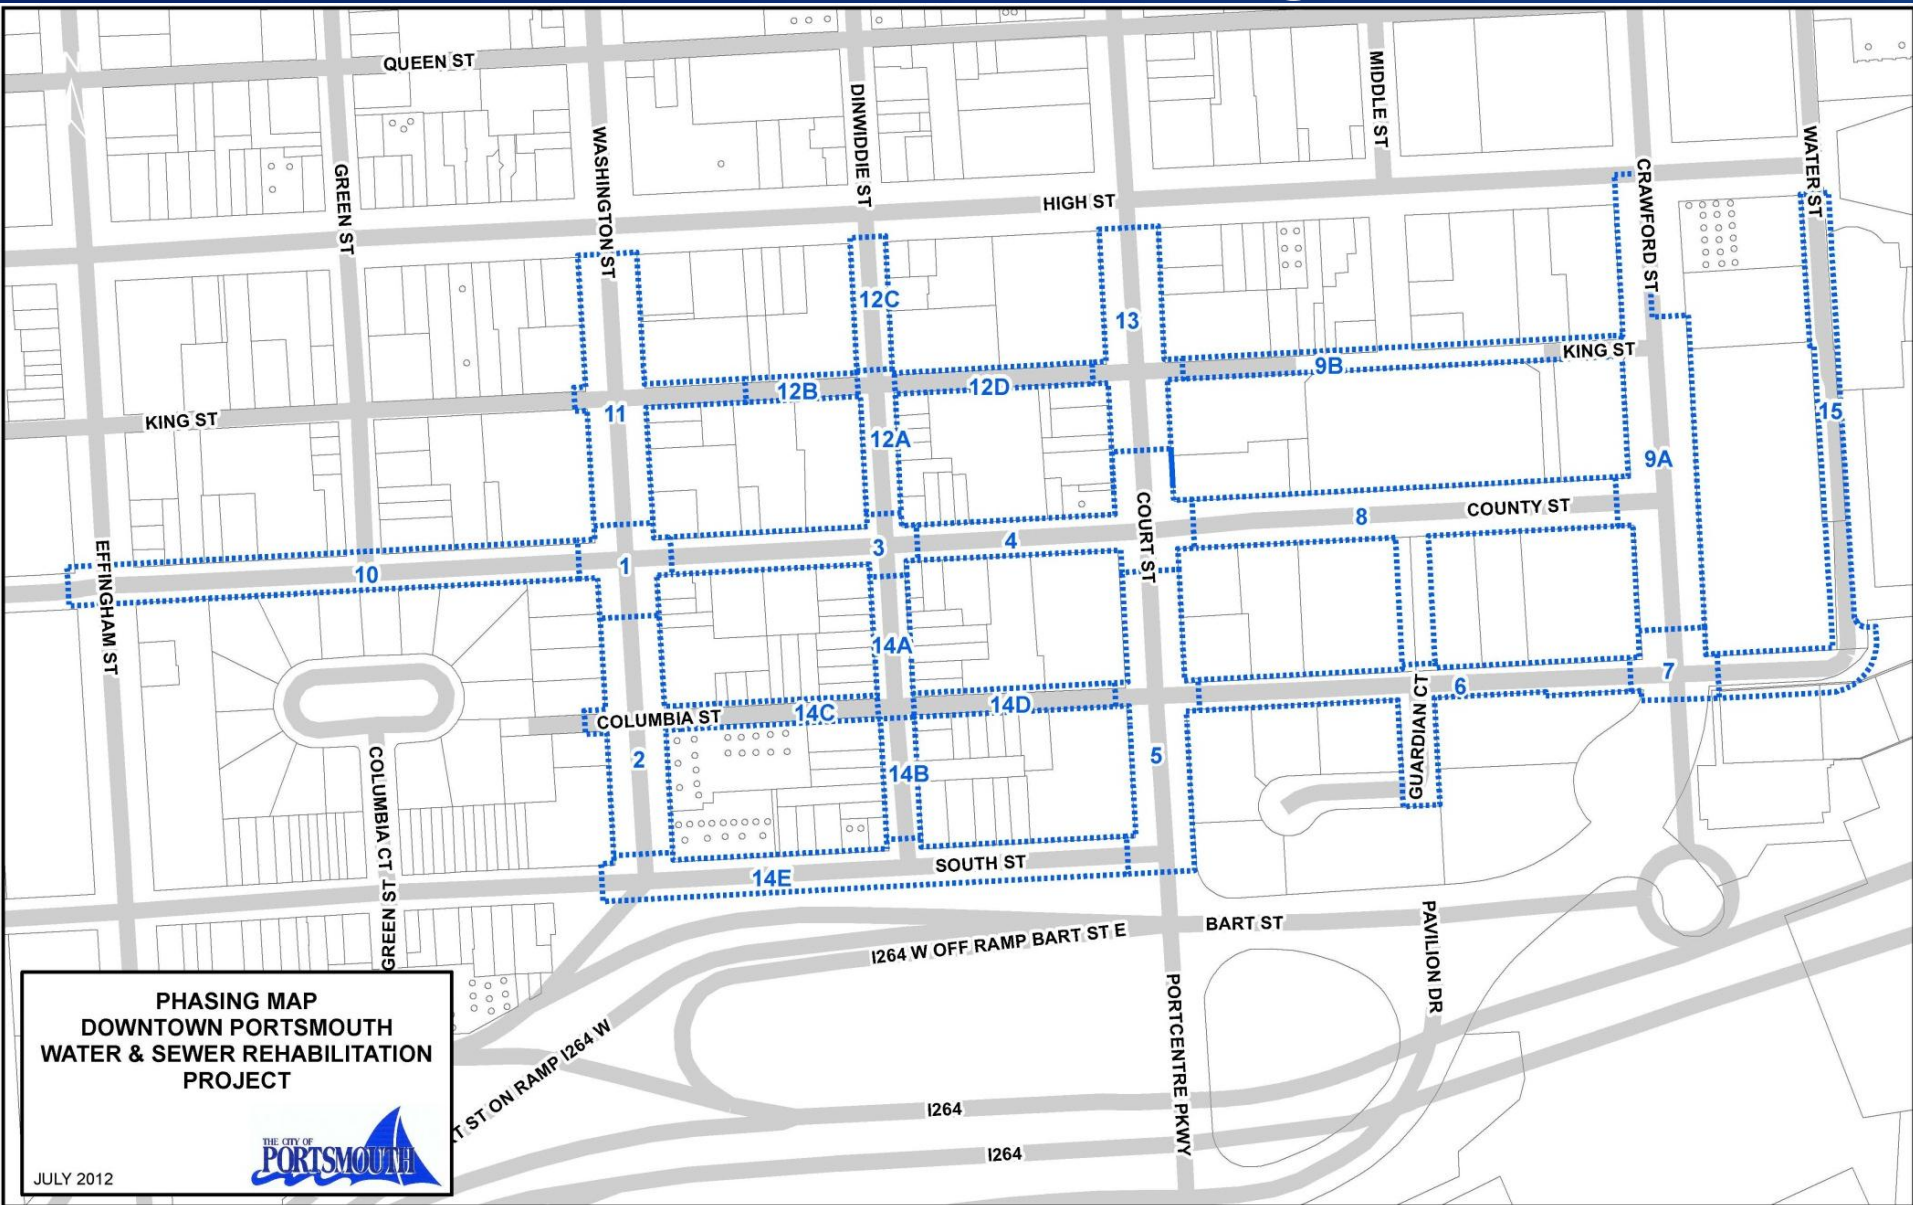 QUEEN ST
MIDDLE ST
DINWIDDIE ST
WASHINGTON ST
WATER ST
GREEN ST
CRAWFORD ST
HIGH ST
12C
13
KING ST
9B
12B
12D
11
15
KING ST
12A
9A
COUNTY ST
8
COURT ST
4
3
1
10
EFFINGHAM ST
14A
7
6
GUARDIAN CT
14D
14C
COLUMBIA ST
2
5
14B
COLUMBIA CT
SOUTH ST
14E
GREEN ST
BART ST
PAVILION DR
I264 W OFF RAMP BART ST E
PORTCENTRE PKWY
T ST ON RAMP I264 W
I264
I264
N
PHASING MAP
DOWNTOWN PORTSMOUTH
WATER & SEWER REHABILITATION
PROJECT
THE CITY OF
PORTSMOUTH
JULY 2012